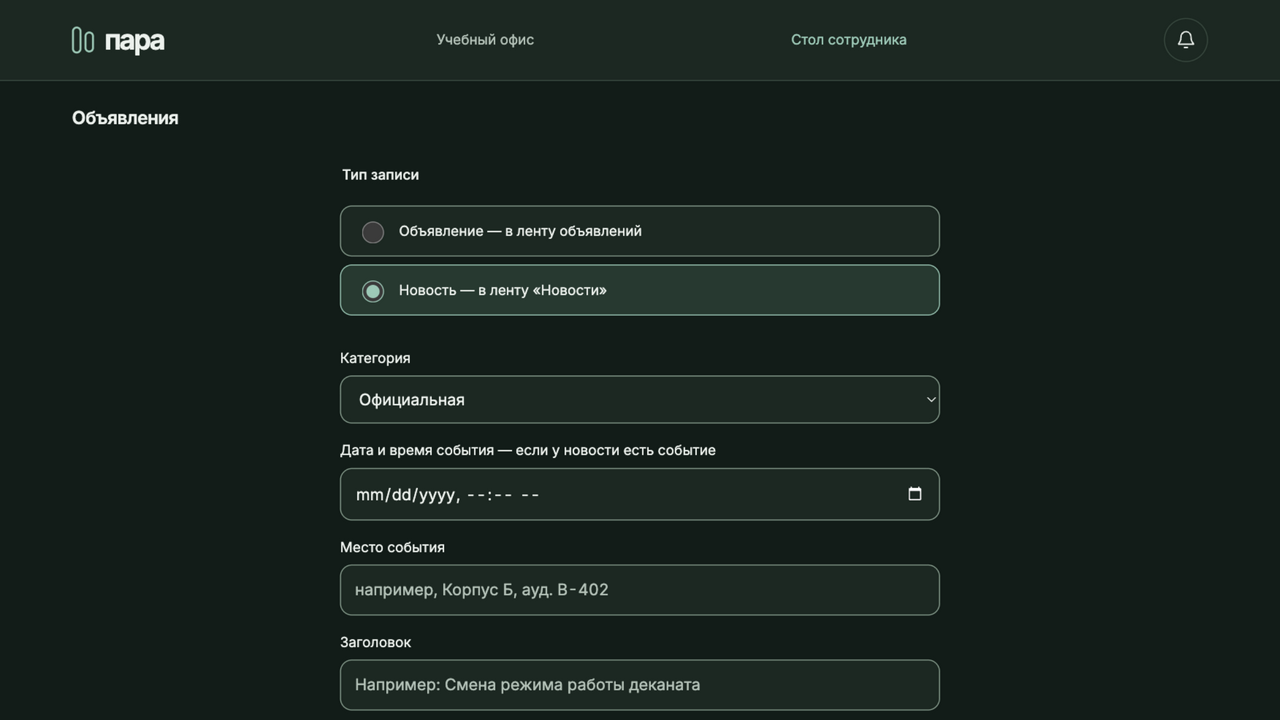 пара
Учебный офис
Стол сотрудника
Объявления
Тип записи
Объявление — в ленту объявлений
Новость — в ленту «Новости»
Категория
Официальная
Дата и время события — если у новости есть событие
mm/dd/yyyy, --:-- --
Место события
например, Корпус Б, ауд. В-402
Заголовок
Например: Смена режима работы деканата